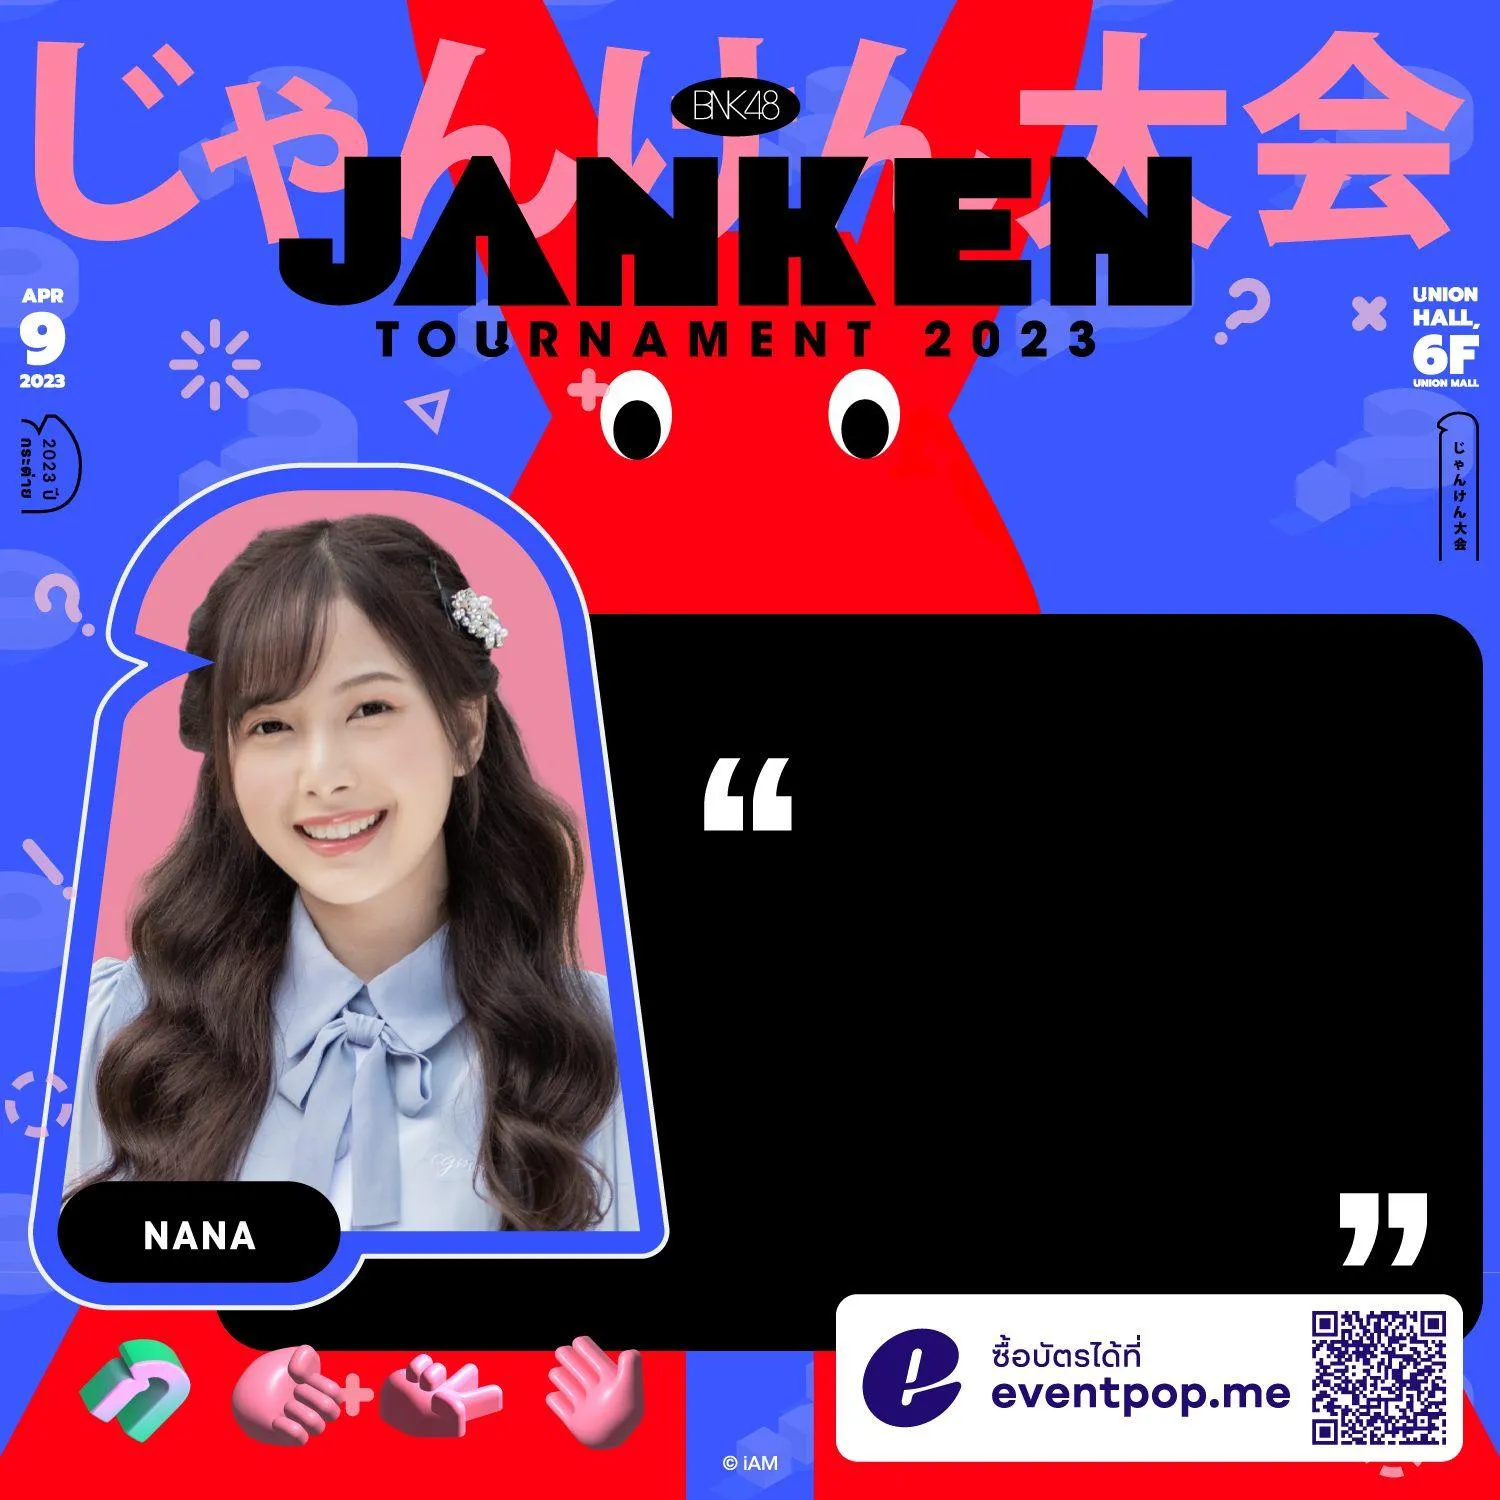 じゃんけん大会
BNK48
JANKEN
TOURNAMENT 2023
APR
9
2023
2023 ปี
กระต่าย
UNION
HALL,
6F
UNION MALL
じゃんけん大会
“
”
NANA
ซื้อบัตรได้ที่
eventpop.me
© iAM